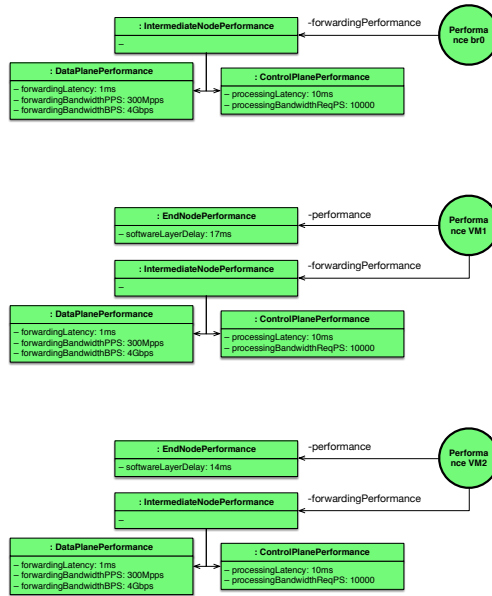 : IntermediateNodePerformance
–
-forwardingPerformance
Performa
nce br0
: DataPlanePerformance
– forwardingLatency: 1ms
– forwardingBandwidthPPS: 300Mpps
– forwardingBandwidthBPS: 4Gbps
: ControlPlanePerformance
– processingLatency: 10ms
– processingBandwidthReqPS: 10000
: EndNodePerformance
– softwareLayerDelay: 17ms
-performance
Performa
nce VM1
: IntermediateNodePerformance
–
-forwardingPerformance
: DataPlanePerformance
– forwardingLatency: 1ms
– forwardingBandwidthPPS: 300Mpps
– forwardingBandwidthBPS: 4Gbps
: ControlPlanePerformance
– processingLatency: 10ms
– processingBandwidthReqPS: 10000
: EndNodePerformance
– softwareLayerDelay: 14ms
-performance
Performa
nce VM2
: IntermediateNodePerformance
–
-forwardingPerformance
: DataPlanePerformance
– forwardingLatency: 1ms
– forwardingBandwidthPPS: 300Mpps
– forwardingBandwidthBPS: 4Gbps
: ControlPlanePerformance
– processingLatency: 10ms
– processingBandwidthReqPS: 10000